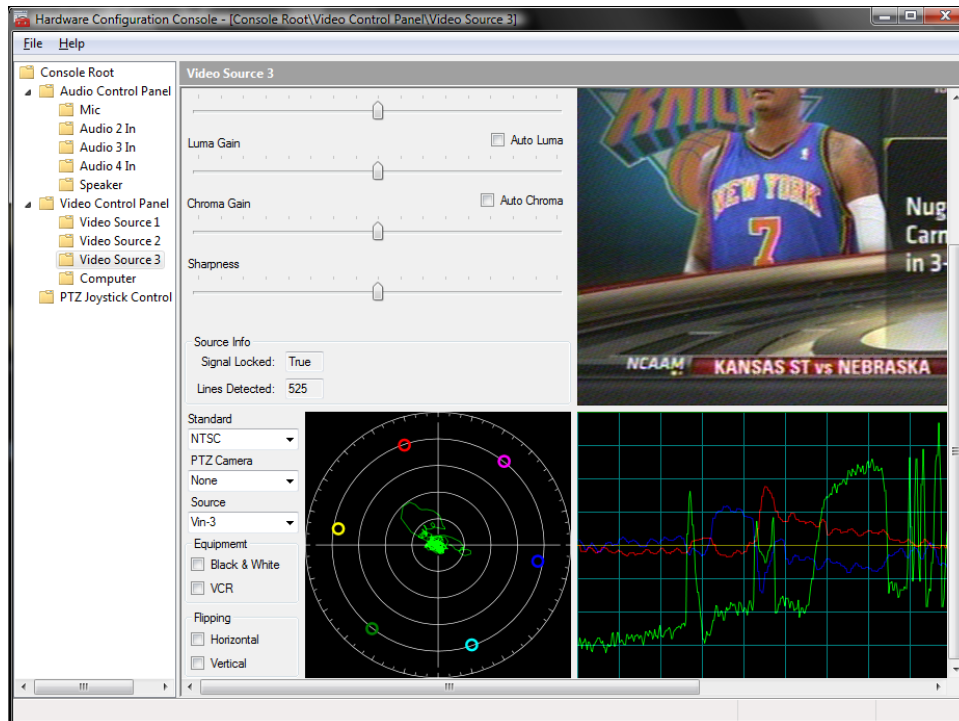 Hardware Configuration Console - [Console Root\Video Control Panel\Video Source 3]
File Help
Console Root
Audio Control Panel
Mic
Audio 2 In
Audio 3 In
Audio 4 In
Speaker
Video Control Panel
Video Source 1
Video Source 2
Video Source 3
Computer
PTZ Joystick Control
Video Source 3
Luma Gain
Auto Luma
Chroma Gain
Auto Chroma
Sharpness
Source Info
Signal Locked: True
Lines Detected: 525
Standard
NTSC
PTZ Camera
None
Source
Vin-3
Equipmemt
Black & White
VCR
Flipping
Horizontal
Vertical
NEW YORK
7
Nug
Carm
in 3-
NCAAM KANSAS ST vs NEBRASKA